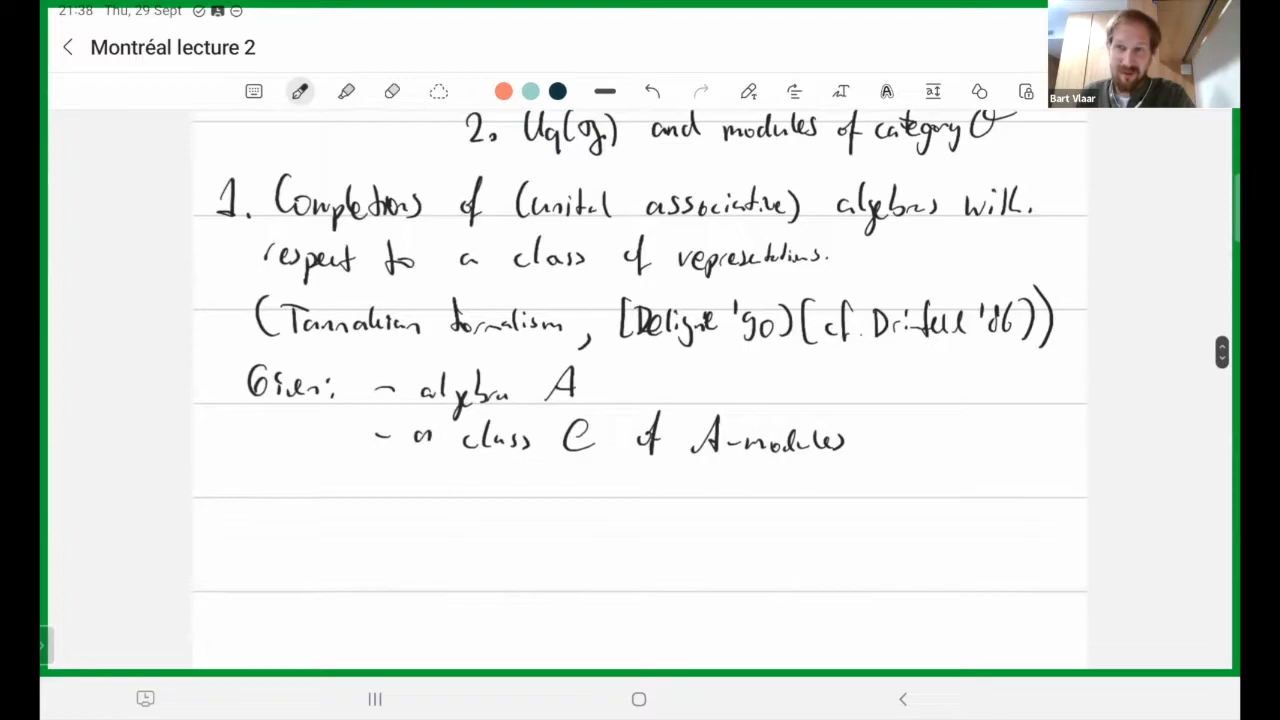 21:38 Thu, 29 Sept
Montréal lecture 2
Bart Vlaar
2. Uq(g) and modules of category O
1. Completions of (unital associative) algebras with.
respect to a class of representations.
(Tannakian formalism, [Deligne '90)[cf. Drinfeld '86))
Given: - algebra A
- a class C of A-modules